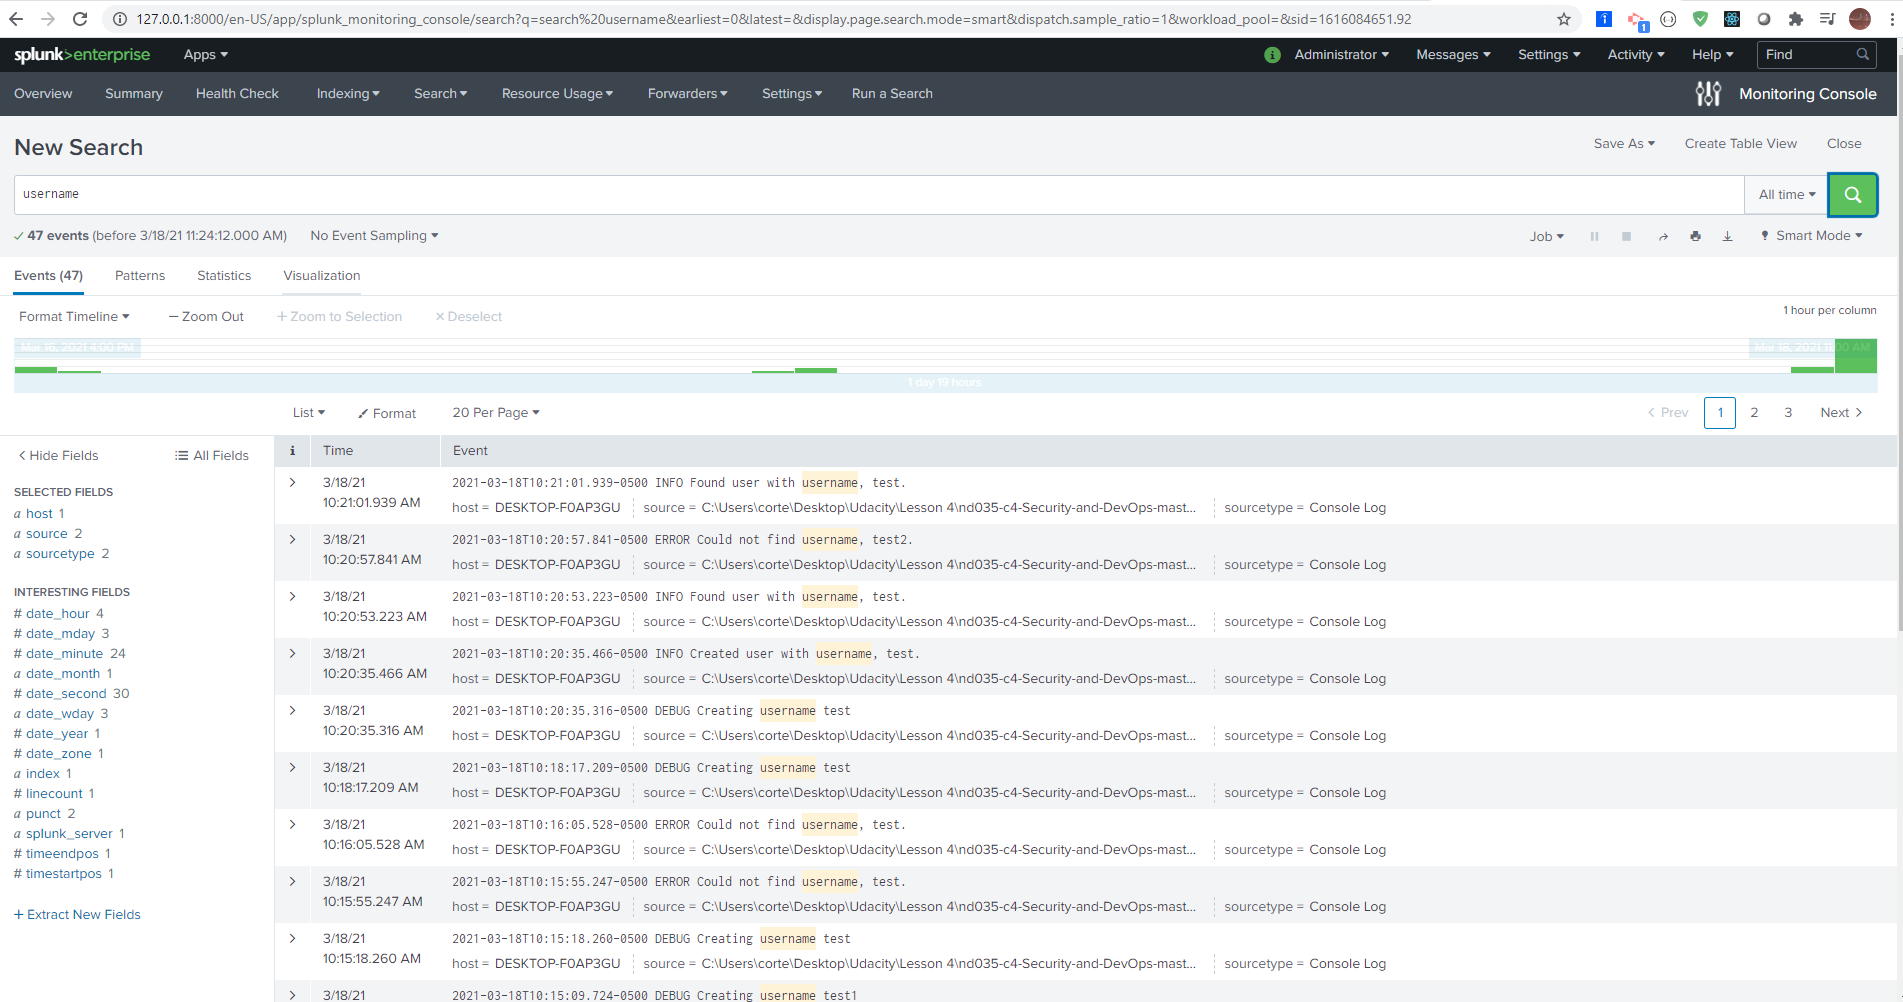 127.0.0.1:8000/en-US/app/splunk_monitoring_console/search?q=search%20username&earliest=0&latest=&display.page.search.mode=smart&dispatch.sample_ratio=1&workload_pool=&sid=1616084651.92
1
splunk>enterprise Apps i Administrator Messages Settings Activity Help Find
Overview Summary Health Check Indexing Search Resource Usage Forwarders Settings Run a Search Monitoring Console
New Search Save As Create Table View Close
username All time
47 events (before 3/18/21 11:24:12.000 AM) No Event Sampling Job Smart Mode
Events (47) Patterns Statistics Visualization
Format Timeline — Zoom Out + Zoom to Selection × Deselect 1 hour per column
Mar 16, 2021 4:00 PM Mar 18, 2021 11:00 AM
1 day 19 hours
List Format 20 Per Page < Prev 1 2 3 Next >
< Hide Fields All Fields
i Time Event
SELECTED FIELDS
a host 1
a source 2
a sourcetype 2
INTERESTING FIELDS
# date_hour 4
# date_mday 3
# date_minute 24
a date_month 1
# date_second 30
a date_wday 3
# date_year 1
# date_zone 1
a index 1
# linecount 1
a punct 2
a splunk_server 1
# timeendpos 1
# timestartpos 1
+ Extract New Fields
> 3/18/21 2021-03-18T10:21:01.939-0500 INFO Found user with username, test.
10:21:01.939 AM host = DESKTOP-F0AP3GU source = C:\Users\corte\Desktop\Udacity\Lesson 4\nd035-c4-Security-and-DevOps-mast... sourcetype = Console Log
> 3/18/21 2021-03-18T10:20:57.841-0500 ERROR Could not find username, test2.
10:20:57.841 AM host = DESKTOP-F0AP3GU source = C:\Users\corte\Desktop\Udacity\Lesson 4\nd035-c4-Security-and-DevOps-mast... sourcetype = Console Log
> 3/18/21 2021-03-18T10:20:53.223-0500 INFO Found user with username, test.
10:20:53.223 AM host = DESKTOP-F0AP3GU source = C:\Users\corte\Desktop\Udacity\Lesson 4\nd035-c4-Security-and-DevOps-mast... sourcetype = Console Log
> 3/18/21 2021-03-18T10:20:35.466-0500 INFO Created user with username, test.
10:20:35.466 AM host = DESKTOP-F0AP3GU source = C:\Users\corte\Desktop\Udacity\Lesson 4\nd035-c4-Security-and-DevOps-mast... sourcetype = Console Log
> 3/18/21 2021-03-18T10:20:35.316-0500 DEBUG Creating username test
10:20:35.316 AM host = DESKTOP-F0AP3GU source = C:\Users\corte\Desktop\Udacity\Lesson 4\nd035-c4-Security-and-DevOps-mast... sourcetype = Console Log
> 3/18/21 2021-03-18T10:18:17.209-0500 DEBUG Creating username test
10:18:17.209 AM host = DESKTOP-F0AP3GU source = C:\Users\corte\Desktop\Udacity\Lesson 4\nd035-c4-Security-and-DevOps-mast... sourcetype = Console Log
> 3/18/21 2021-03-18T10:16:05.528-0500 ERROR Could not find username, test.
10:16:05.528 AM host = DESKTOP-F0AP3GU source = C:\Users\corte\Desktop\Udacity\Lesson 4\nd035-c4-Security-and-DevOps-mast... sourcetype = Console Log
> 3/18/21 2021-03-18T10:15:55.247-0500 ERROR Could not find username, test.
10:15:55.247 AM host = DESKTOP-F0AP3GU source = C:\Users\corte\Desktop\Udacity\Lesson 4\nd035-c4-Security-and-DevOps-mast... sourcetype = Console Log
> 3/18/21 2021-03-18T10:15:18.260-0500 DEBUG Creating username test
10:15:18.260 AM host = DESKTOP-F0AP3GU source = C:\Users\corte\Desktop\Udacity\Lesson 4\nd035-c4-Security-and-DevOps-mast... sourcetype = Console Log
> 3/18/21 2021-03-18T10:15:09.724-0500 DEBUG Creating username test1